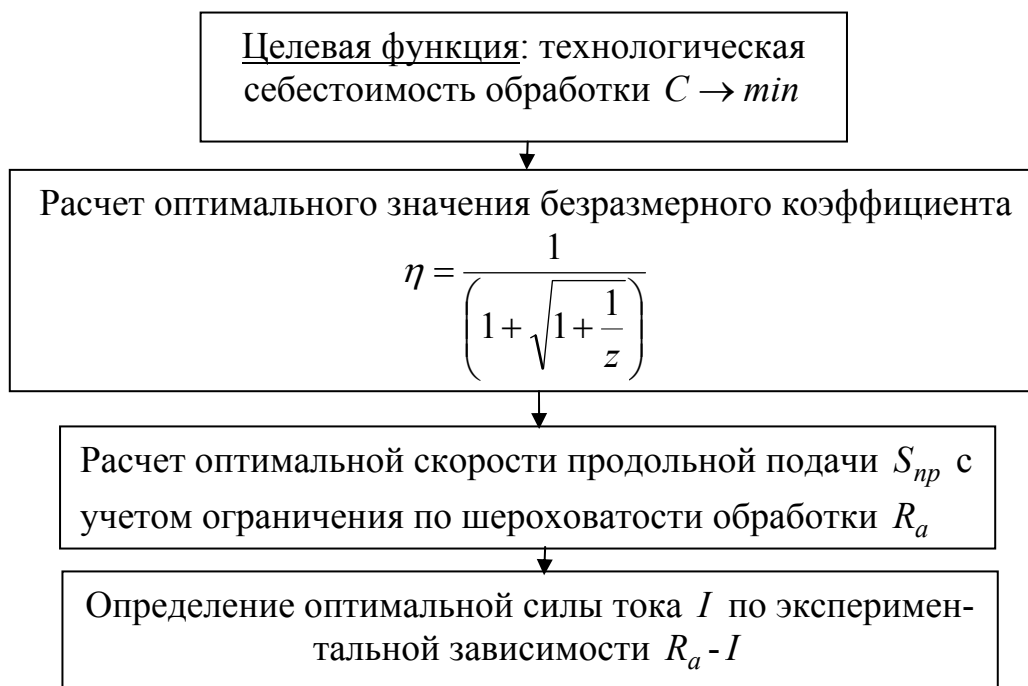 Целевая функция: технологическая
себестоимость обработки C → min
Расчет оптимального значения безразмерного коэффициента
η = 1 / (1 + √(1 + 1/z))
Расчет оптимальной скорости продольной подачи S_пр с
учетом ограничения по шероховатости обработки R_a
Определение оптимальной силы тока I по эксперимен-
тальной зависимости R_a - I